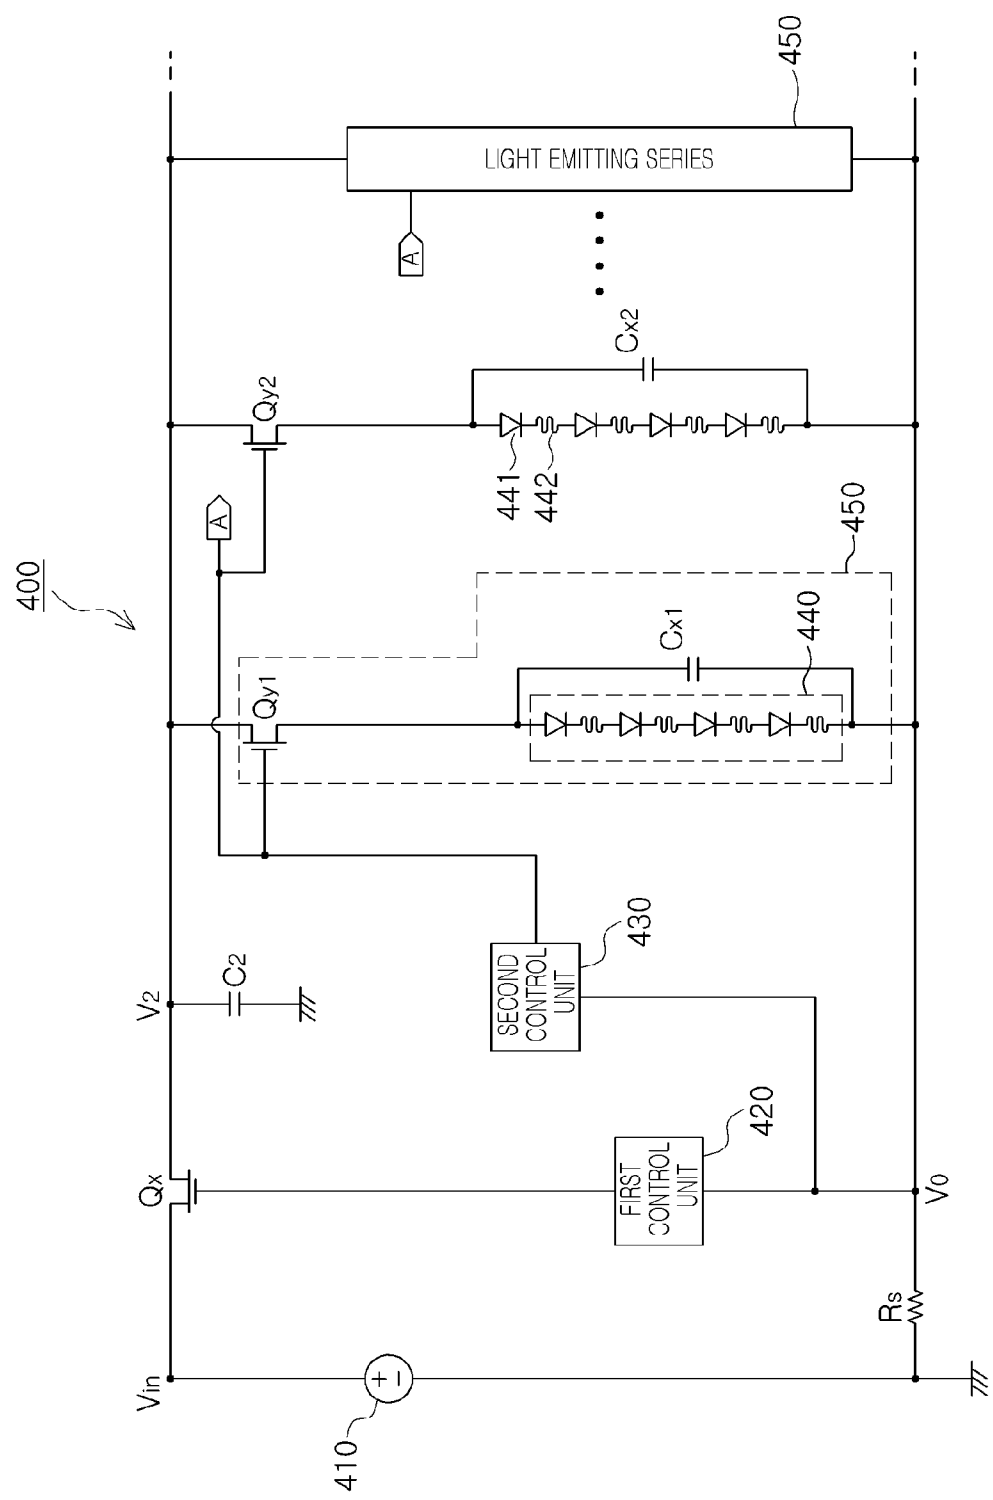 400
Vin
Qx
V2
C2
Qy1
A
Qy2
A
LIGHT EMITTING SERIES
450
410
+
−
FIRST
CONTROL
UNIT
420
SECOND
CONTROL
UNIT
430
Cx1
440
450
441
442
Cx2
Rs
V0